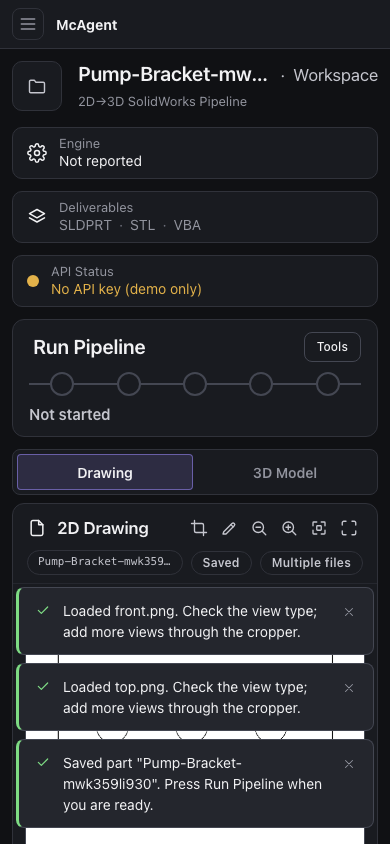 McAgent
Pump-Bracket-mw... · Workspace
2D→3D SolidWorks Pipeline
Engine
Not reported
Deliverables
SLDPRT · STL · VBA
API Status
No API key (demo only)
Run Pipeline
Tools
Not started
Drawing
3D Model
2D Drawing
Pump-Bracket-mwk359...
Saved
Multiple files
Loaded front.png. Check the view type;
add more views through the cropper.
Loaded top.png. Check the view type;
add more views through the cropper.
Saved part "Pump-Bracket-
mwk359li930". Press Run Pipeline when
you are ready.